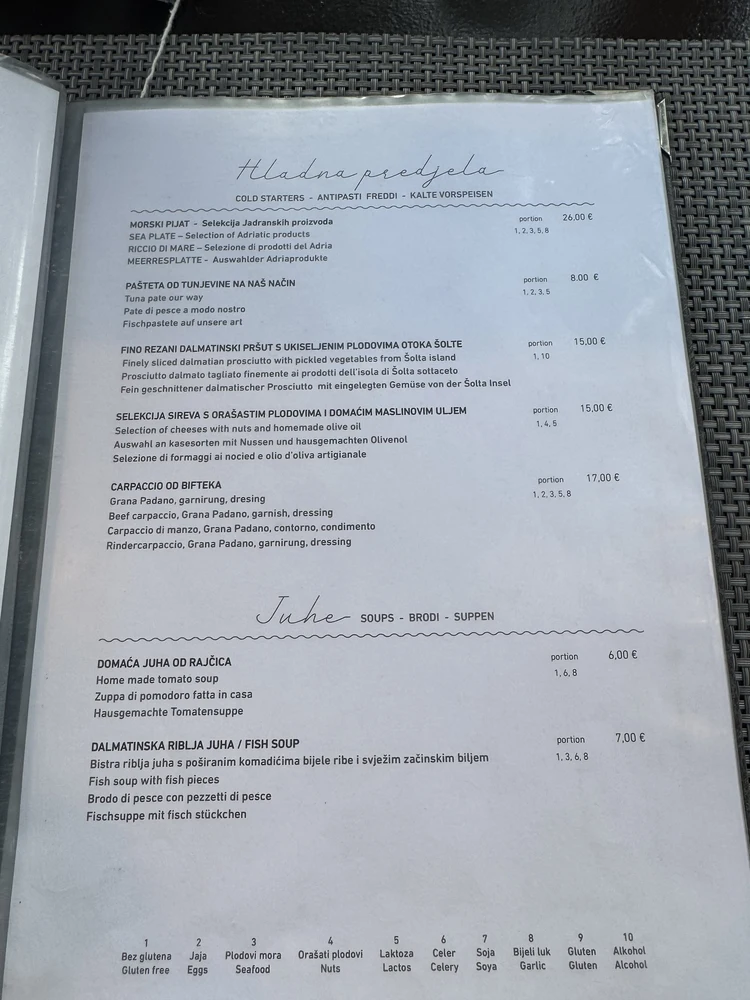 Hladna predjela
COLD STARTERS - ANTIPASTI FREDDI - KALTE VORSPEISEN
MORSKI PIJAT - Selekcija Jadranskih proizvoda portion 26,00 €
SEA PLATE – Selection of Adriatic products 1, 2, 3, 5, 8
RICCIO DI MARE – Selezione di prodotti del Adria
MEERRESPLATTE - Auswahlder Adriaprodukte
PAŠTETA OD TUNJEVINE NA NAŠ NAČIN portion 8.00 €
Tuna pate our way 1, 2, 3, 5
Pate di pesce a modo nostro
Fischpastete auf unsere art
FINO REZANI DALMATINSKI PRŠUT S UKISELJENIM PLODOVIMA OTOKA ŠOLTE portion 15,00 €
Finely sliced dalmatian prosciutto with pickled vegetables from Šolta island 1, 10
Prosciutto dalmato tagliato finemente ai prodotti dell'isola di Šolta sottaceto
Fein geschnittener dalmatischer Prosciutto mit eingelegten Gemüse von der Šolta Insel
SELEKCIJA SIREVA S ORAŠASTIM PLODOVIMA I DOMAĆIM MASLINOVIM ULJEM portion 15,00 €
Selection of cheeses with nuts and homemade olive oil 1, 4, 5
Auswahl an kasesorten mit Nussen und hausgemachten Olivenol
Selezione di formaggi ai nocied e olio d'oliva artigianale
CARPACCIO OD BIFTEKA portion 17,00 €
Grana Padano, garnirung, dresing 1, 2, 3, 5, 8
Beef carpaccio, Grana Padano, garnish, dressing
Carpaccio di manzo, Grana Padano, contorno, condimento
Rindercarpaccio, Grana Padano, garnirung, dressing
Juhe SOUPS - BRODI - SUPPEN
DOMAĆA JUHA OD RAJČICA portion 6,00 €
Home made tomato soup 1, 6, 8
Zuppa di pomodoro fatta in casa
Hausgemachte Tomatensuppe
DALMATINSKA RIBLJA JUHA / FISH SOUP portion 7,00 €
Bistra riblja juha s poširanim komadićima bijele ribe i svježim začinskim biljem 1, 3, 6, 8
Fish soup with fish pieces
Brodo di pesce con pezzetti di pesce
Fischsuppe mit fisch stückchen
1 2 3 4 5 6 7 8 9 10
Bez glutena Jaja Plodovi mora Orašati plodovi Laktoza Celer Soja Bijeli luk Gluten Alkohol
Gluten free Eggs Seafood Nuts Lactos Celery Soya Garlic Gluten Alcohol